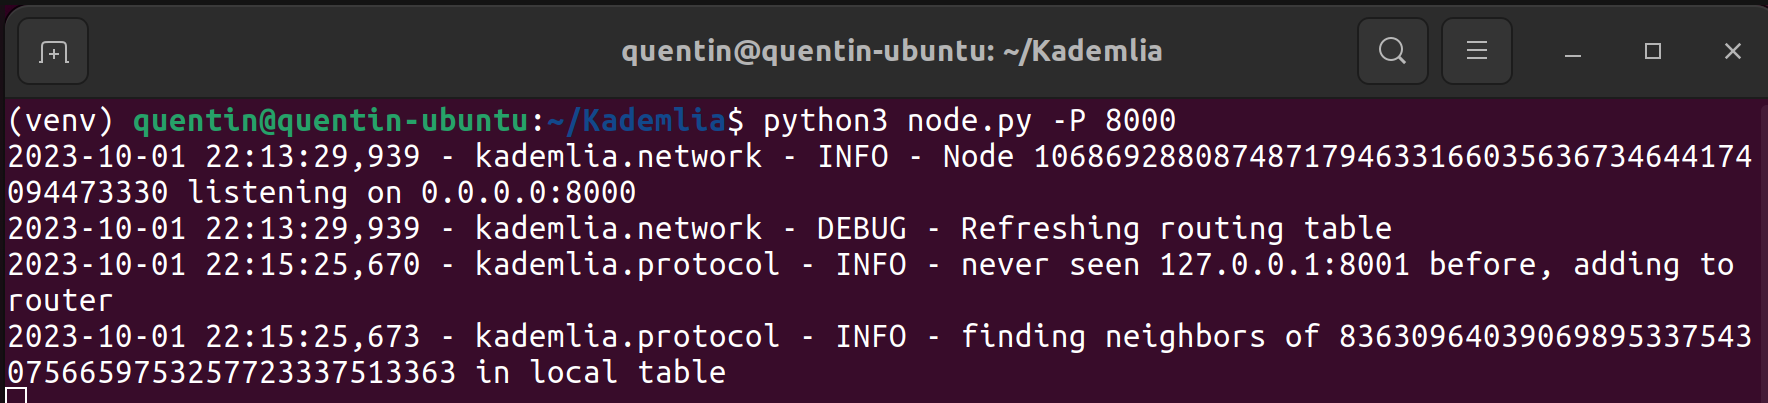 quentin@quentin-ubuntu: ~/Kademlia
(venv) quentin@quentin-ubuntu:~/Kademlia$ python3 node.py -P 8000
2023-10-01 22:13:29,939 - kademlia.network - INFO - Node 1068692880874871794633166035636734644174
094473330 listening on 0.0.0.0:8000
2023-10-01 22:13:29,939 - kademlia.network - DEBUG - Refreshing routing table
2023-10-01 22:15:25,670 - kademlia.protocol - INFO - never seen 127.0.0.1:8001 before, adding to
router
2023-10-01 22:15:25,673 - kademlia.protocol - INFO - finding neighbors of 83630964039069895337543
0756659753257723337513363 in local table